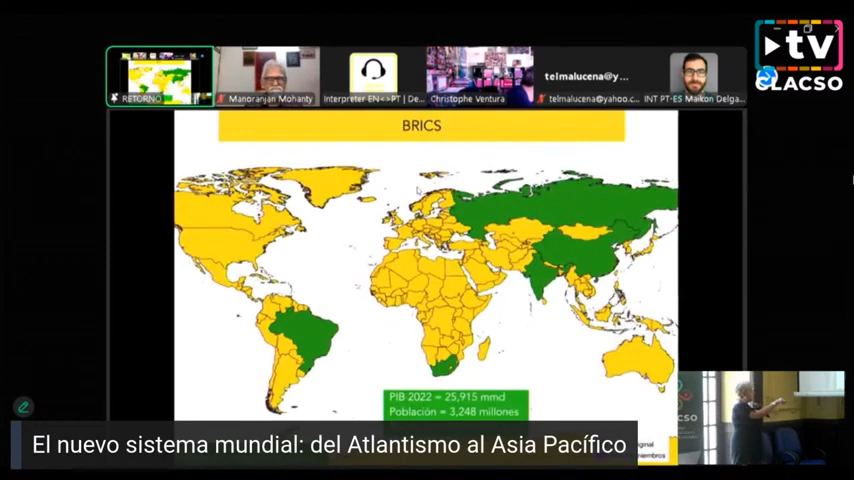 tv
CLACSO
RETORNO
Manoranjan Mohanty
Interpreter EN<>PT | De...
Christophe Ventura
telmalucena@y...
telmalucena@yahoo.c...
INT PT-ES Maikon Delga...
BRICS
PIB 2022 = 25,915 mmd
Población = 3,248 millones
El nuevo sistema mundial: del Atlantismo al Asia Pacífico